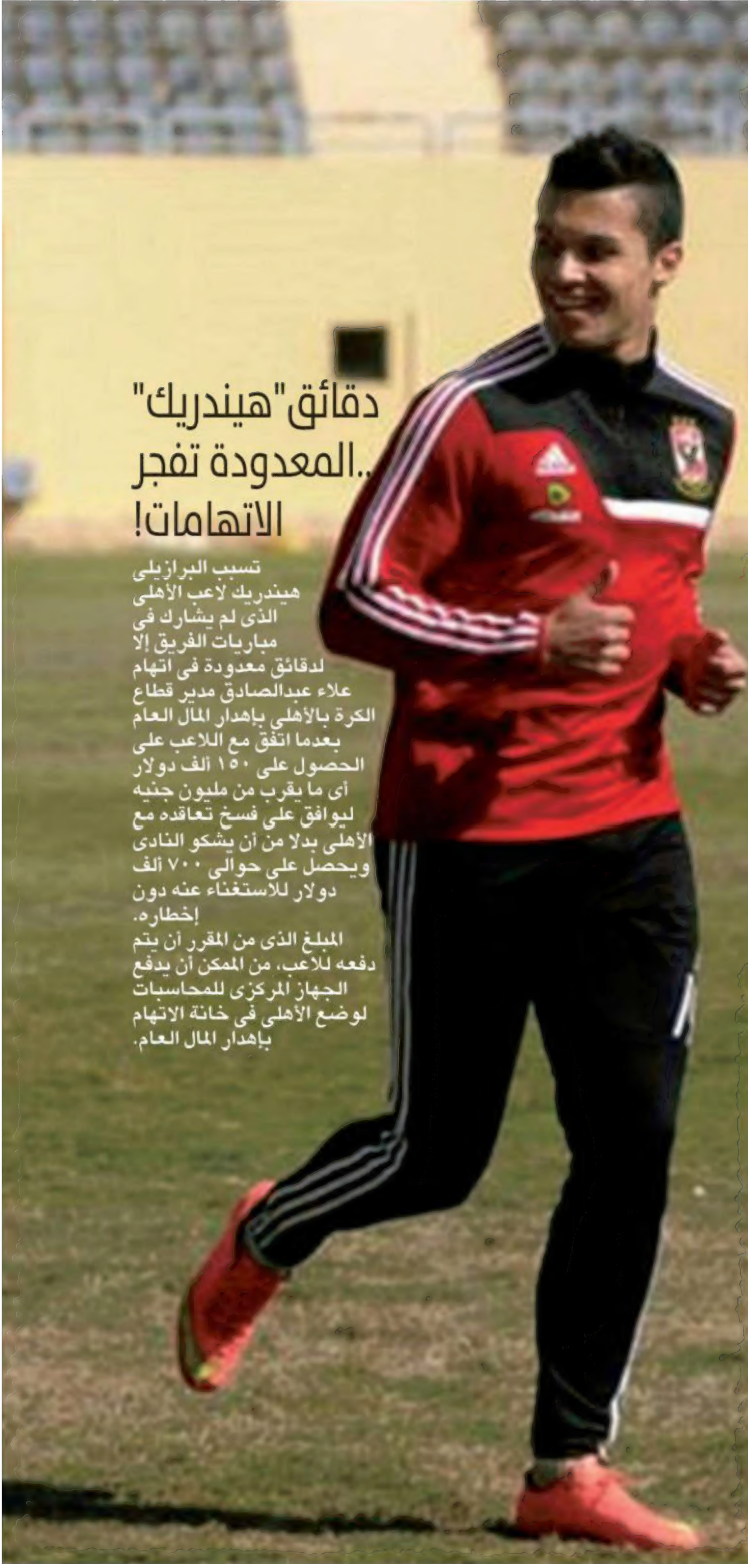 دقائق "هيندريك"
..المعدودة تفجر
الاتهامات!
تسبب البرازيلى
هيندريك لاعب الأهلى
الذى لم يشارك فى
مباريات الفريق إلا
لدقائق معدودة فى اتهام
علاء عبدالصادق مدير قطاع
الكرة بالأهلى بإهدار المال العام
بعدما اتفق مع اللاعب على
الحصول على ١٥٠ ألف دولار
أى ما يقرب من مليون جنيه
ليوافق على فسخ تعاقده مع
الأهلى بدلا من أن يشكو النادى
ويحصل على حوالى ٧٠٠ ألف
دولار للاستغناء عنه دون
إخطاره.
المبلغ الذى من المقرر أن يتم
دفعه للاعب، من الممكن أن يدفع
الجهاز المركزى للمحاسبات
لوضع الأهلى فى خانة الاتهام
بإهدار المال العام.